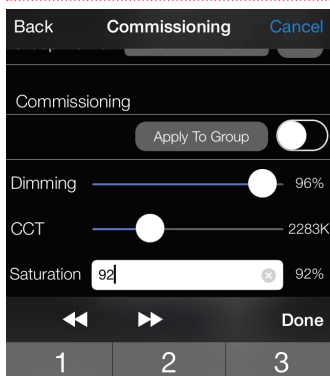 Back Commissioning Cancel
Commissioning
Apply To Group
Dimming 96%
CCT 2283K
Saturation 92 92%
Done
1 2 3